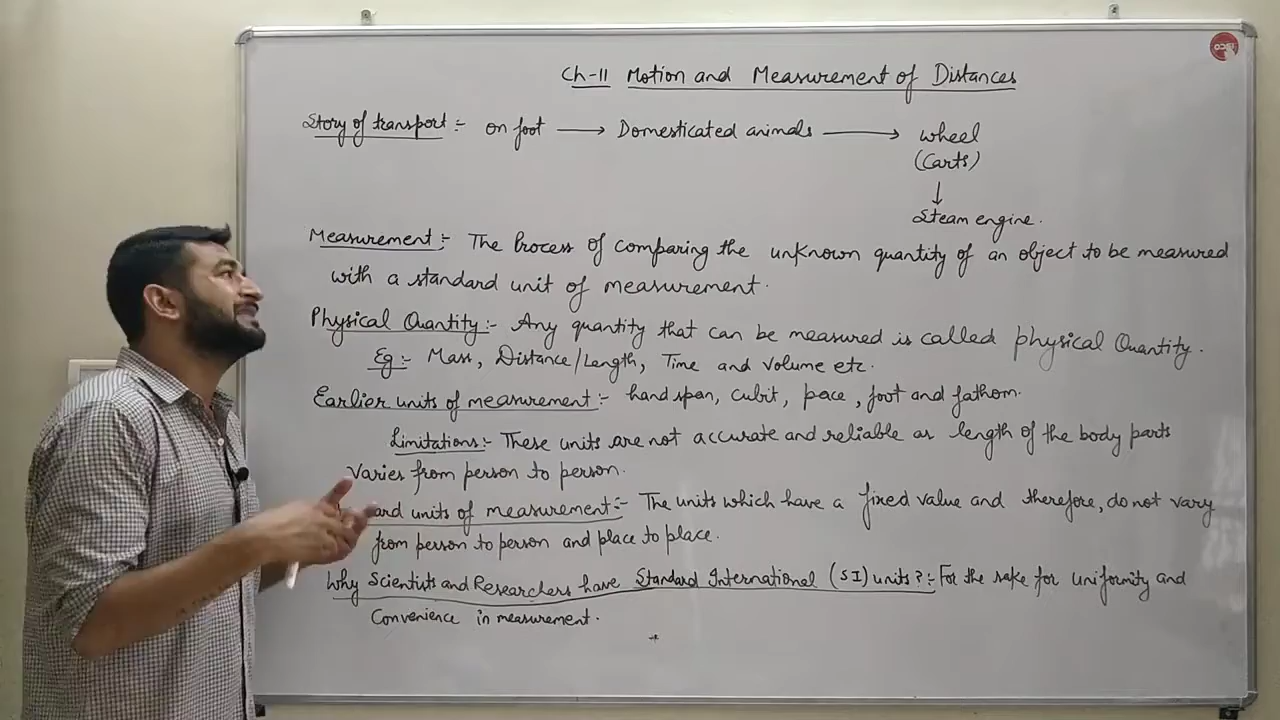 Ch-11 Motion and Measurement of Distances
Story of transport:- on foot → Domesticated animals → wheel
(Carts)
↓
Steam engine.
Measurement:- The Process of comparing the unknown quantity of an object to be measured
with a standard unit of measurement.
Physical Quantity:- Any quantity that can be measured is called physical Quantity.
Eg:- Mass, Distance/Length, Time and volume etc.
Earlier units of measurement:- hand span, cubit, pace, foot and fathom.
Limitations:- These units are not accurate and reliable as length of the body parts
varies from person to person.
ard units of measurement:- The units which have a fixed value and therefore, do not vary
from person to person and place to place.
Why Scientists and Researchers have Standard International (SI) units?:- For the sake for uniformity and
Convenience in measurement.